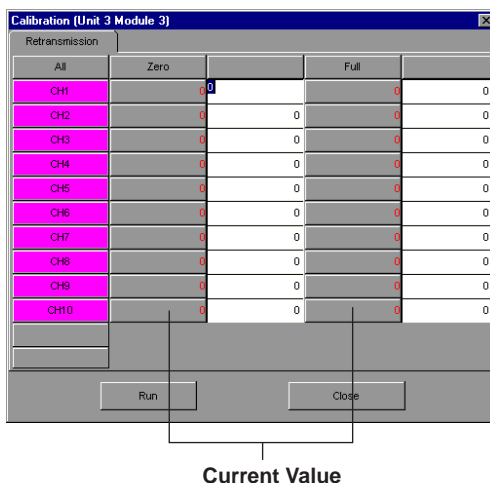 Calibration (Unit 3 Module 3)
Retransmission
All Zero Full
CH1 0 0 0 0
CH2 0 0 0 0
CH3 0 0 0 0
CH4 0 0 0 0
CH5 0 0 0 0
CH6 0 0 0 0
CH7 0 0 0 0
CH8 0 0 0 0
CH9 0 0 0 0
CH10 0 0 0 0
Run Close
Current Value